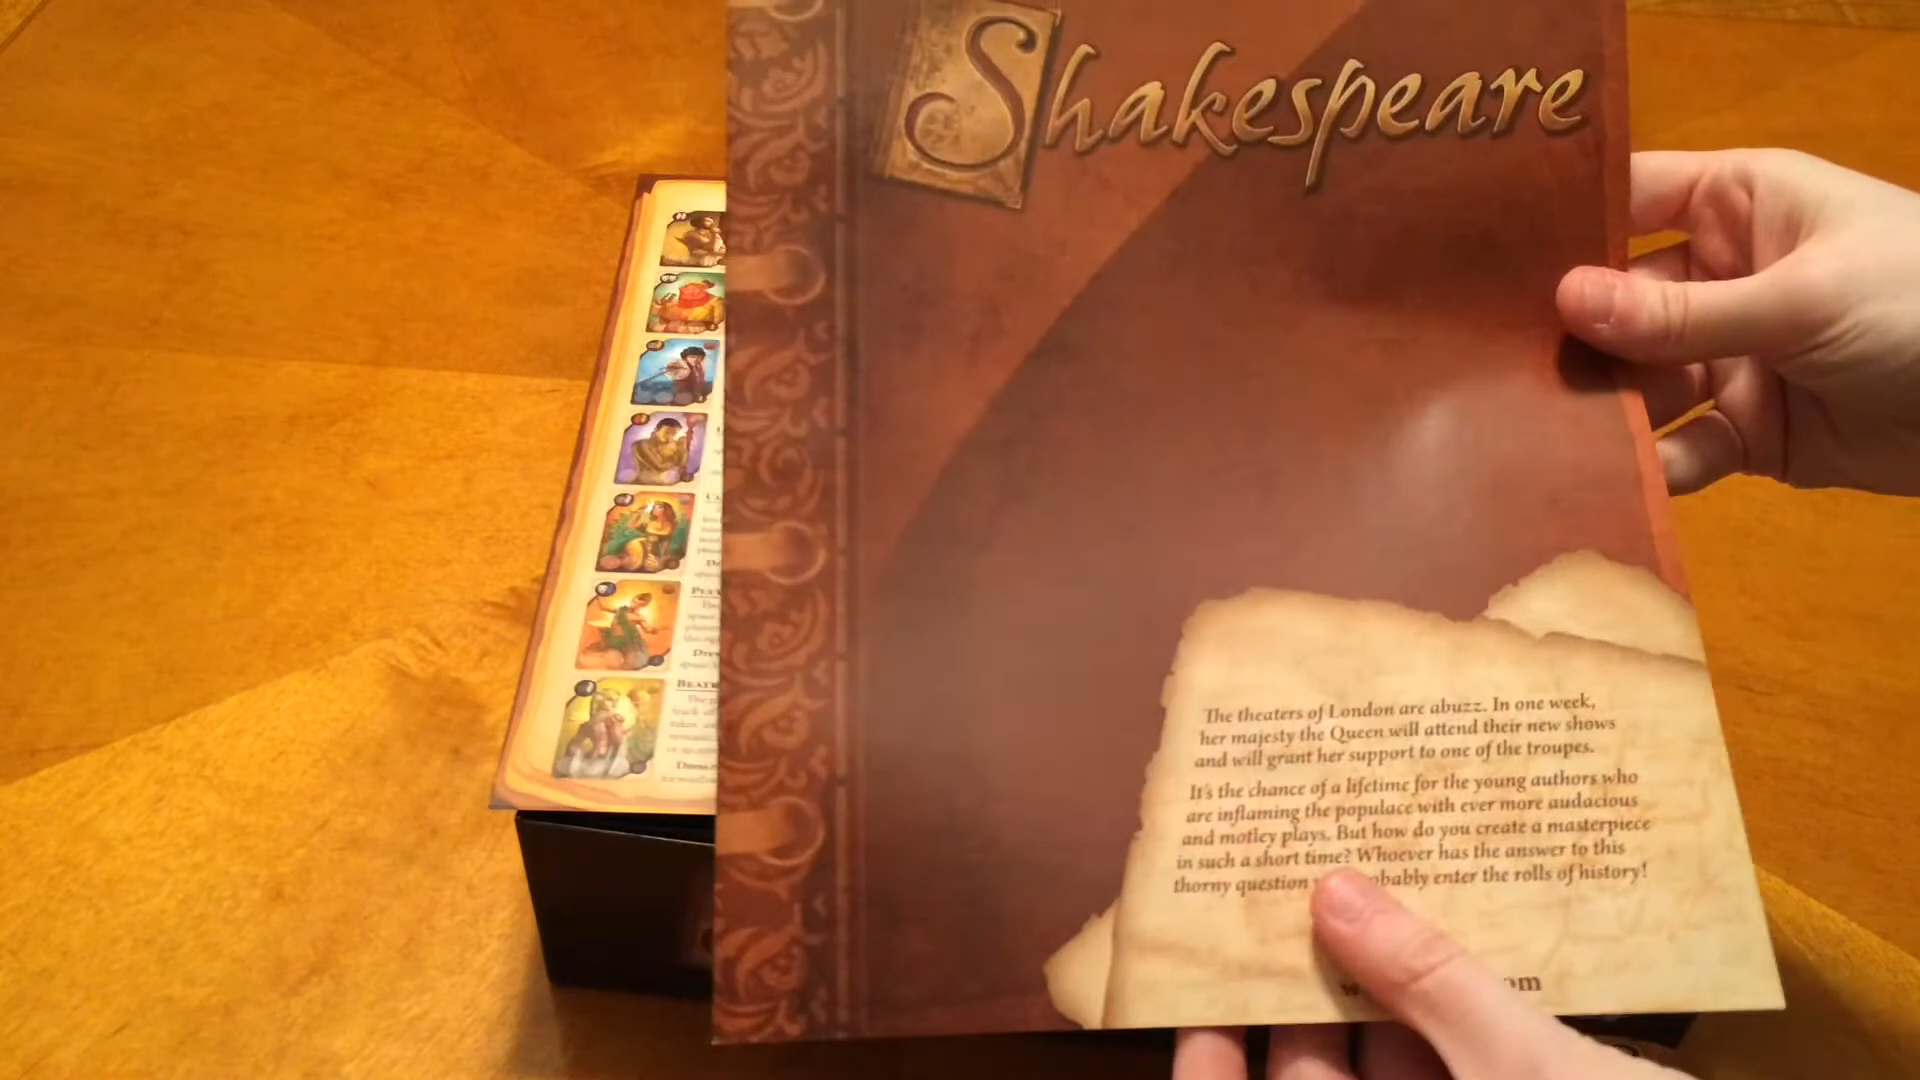 Shakespeare
The theaters of London are abuzz. In one week,
her majesty the Queen will attend their new shows
and will grant her support to one of the troupes.
It's the chance of a lifetime for the young authors who
are inflaming the populace with ever more audacious
and motley plays. But how do you create a masterpiece
in such a short time? Whoever has the answer to this
thorny question enter the rolls of history!